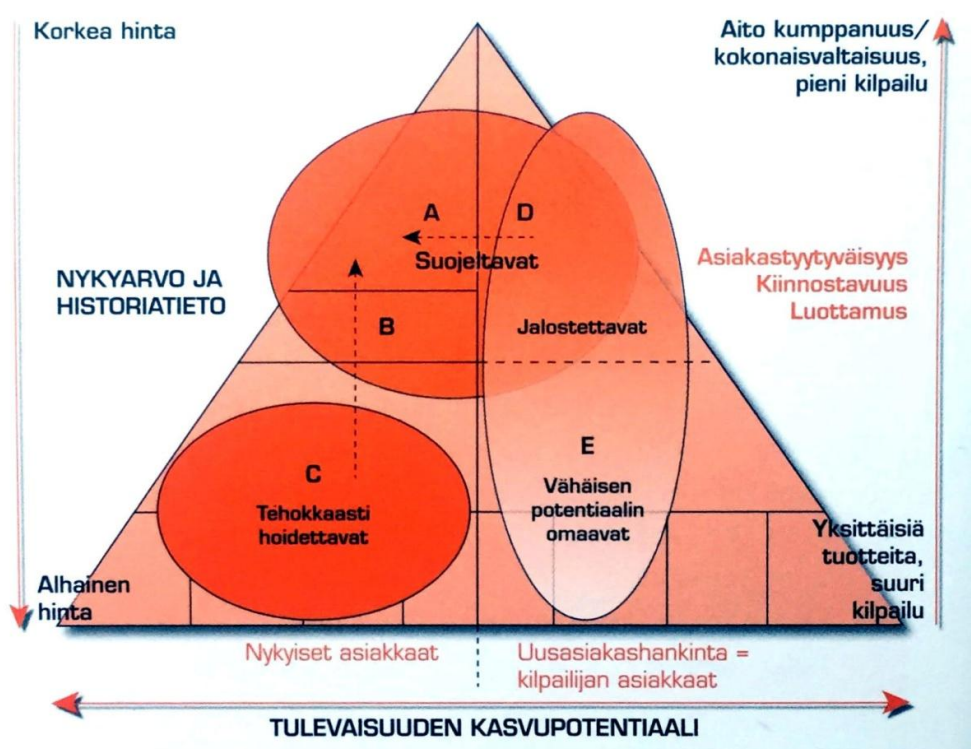 Korkea hinta
Aito kumppanuus/
kokonaisvaltaisuus,
pieni kilpailu
A
D
Suojeltavat
NYKYARVO JA
HISTORIATIETO
Asiakastyytyväisyys
Kiinnostavuus
Luottamus
B
Jalostettavat
E
C
Vähäisen
potentiaalin
omaavat
Tehokkaasti
hoidettavat
Yksittäisiä
tuotteita,
suuri
kilpailu
Alhainen
hinta
Nykyiset asiakkaat
Uusasiakashankinta =
kilpailijan asiakkaat
TULEVAISUUDEN KASVUPOTENTIAALI